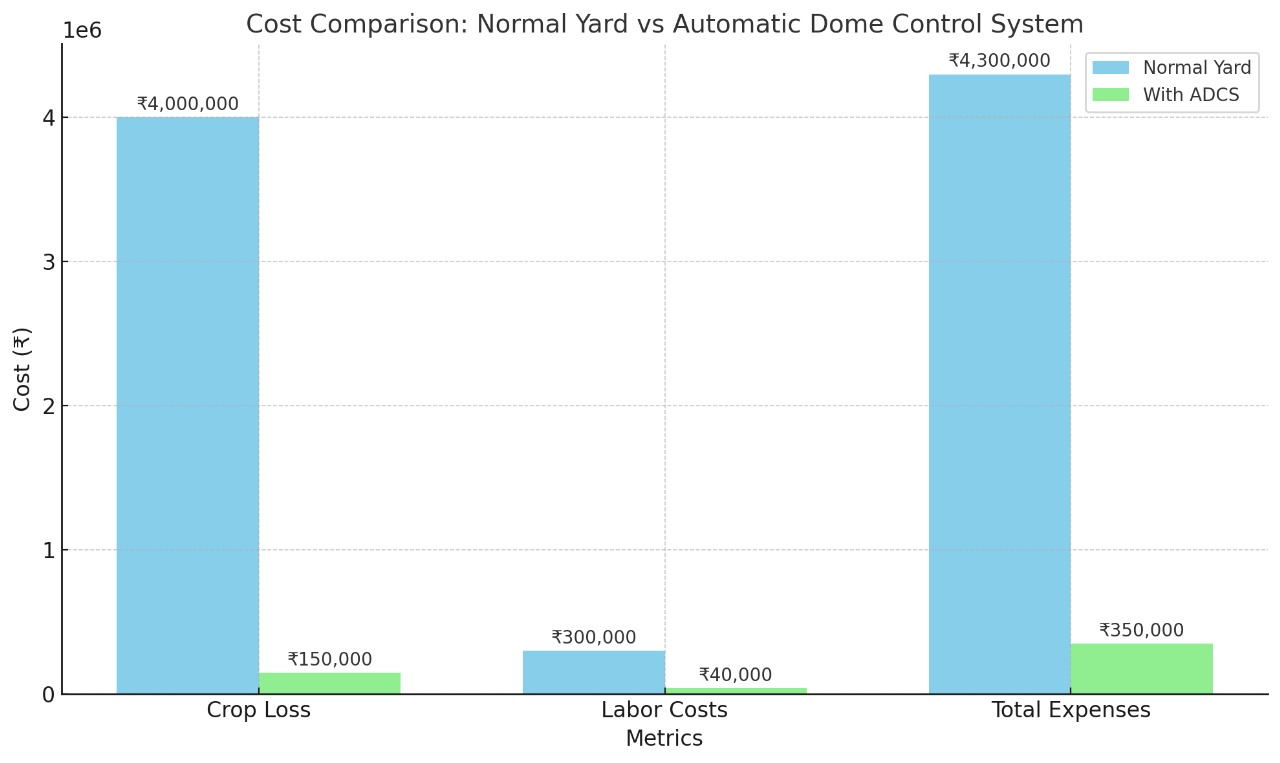 Cost Comparison: Normal Yard vs Automatic Dome Control System
1e6
Normal Yard
With ADCS
₹4,000,000
₹150,000
₹300,000
₹40,000
₹4,300,000
₹350,000
Cost (₹)
4
3
2
1
0
Crop Loss
Labor Costs
Total Expenses
Metrics